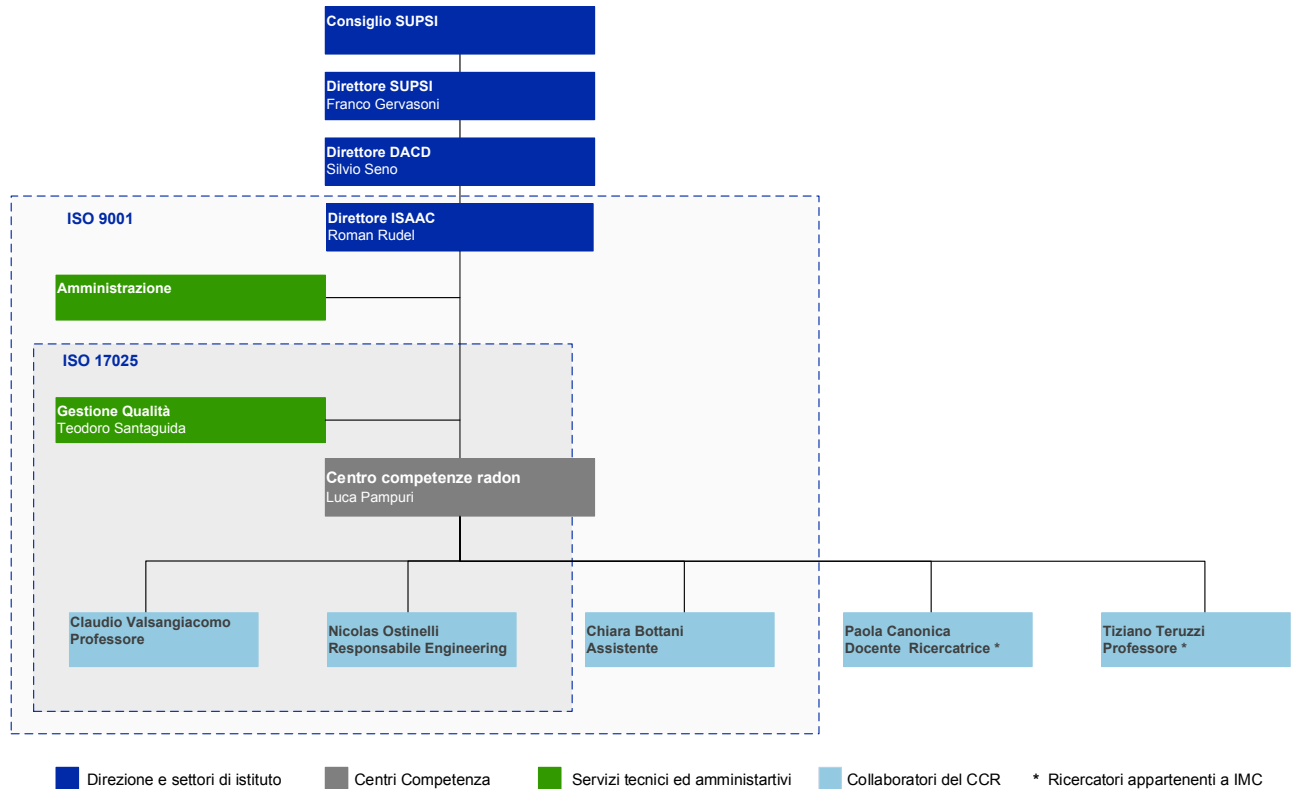 Consiglio SUPSI
Direttore SUPSI
Franco Gervasoni
Direttore DACD
Silvio Seno
ISO 9001
Direttore ISAAC
Roman Rudel
Amministrazione
ISO 17025
Gestione Qualità
Teodoro Santaguida
Centro competenze radon
Luca Pampuri
Claudio Valsangiacomo
Professore
Nicolas Ostinelli
Responsabile Engineering
Chiara Bottani
Assistente
Paola Canonica
Docente Ricercatrice *
Tiziano Teruzzi
Professore *
Direzione e settori di istituto
Centri Competenza
Servizi tecnici ed amministartivi
Collaboratori del CCR
* Ricercatori appartenenti a IMC